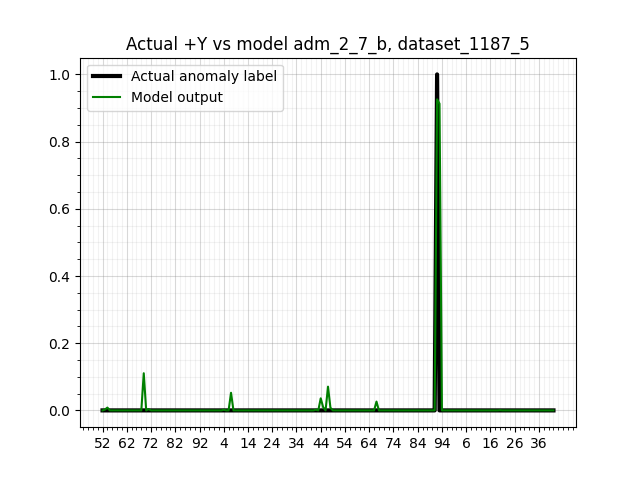 Actual +Y vs model adm_2_7_b, dataset_1187_5
Actual anomaly label
Model output
1.0
0.8
0.6
0.4
0.2
0.0
52 62 72 82 92 4 14 24 34 44 54 64 74 84 94 6 16 26 36